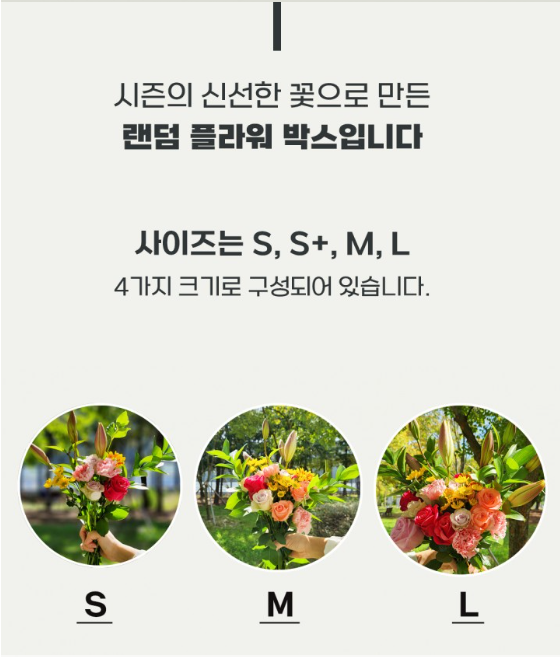 시즌의 신선한 꽃으로 만든
랜덤 플라워 박스입니다
사이즈는 S, S+, M, L
4가지 크기로 구성되어 있습니다.
S
M
L